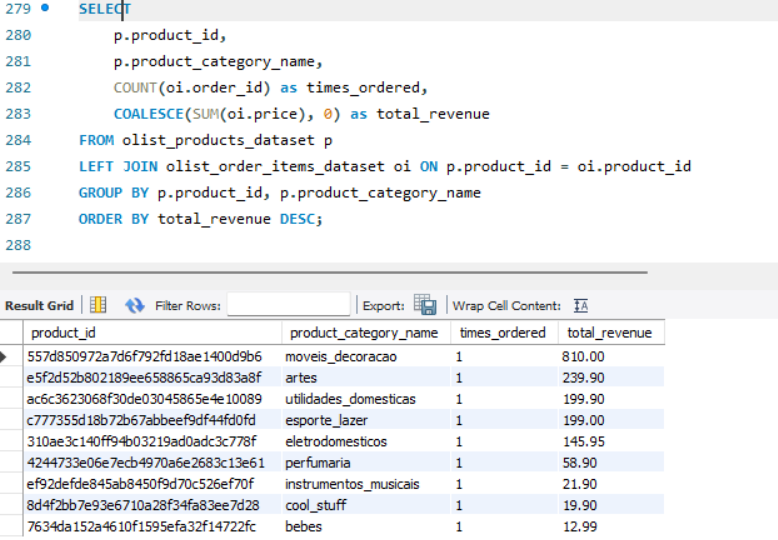 279 SELECT
280 p.product_id,
281 p.product_category_name,
282 COUNT(oi.order_id) as times_ordered,
283 COALESCE(SUM(oi.price), 0) as total_revenue
284 FROM olist_products_dataset p
285 LEFT JOIN olist_order_items_dataset oi ON p.product_id = oi.product_id
286 GROUP BY p.product_id, p.product_category_name
287 ORDER BY total_revenue DESC;
288
Result Grid Filter Rows: Export: Wrap Cell Content: IA
product_id product_category_name times_ordered total_revenue
557d850972a7d6f792fd18ae1400d9b6 moveis_decoracao 1 810.00
e5f2d52b802189ee658865ca93d83a8f artes 1 239.90
ac6c3623068f30de03045865e4e10089 utilidades_domesticas 1 199.90
c777355d18b72b67abbeef9df44fd0fd esporte_lazer 1 199.00
310ae3c140ff94b03219ad0adc3c778f eletrodomesticos 1 145.95
4244733e06e7ecb4970a6e2683c13e61 perfumaria 1 58.90
ef92defde845ab8450f9d70c526ef70f instrumentos_musicais 1 21.90
8d4f2bb7e93e6710a28f34fa83ee7d28 cool_stuff 1 19.90
7634da152a4610f1595efa32f14722fc bebes 1 12.99